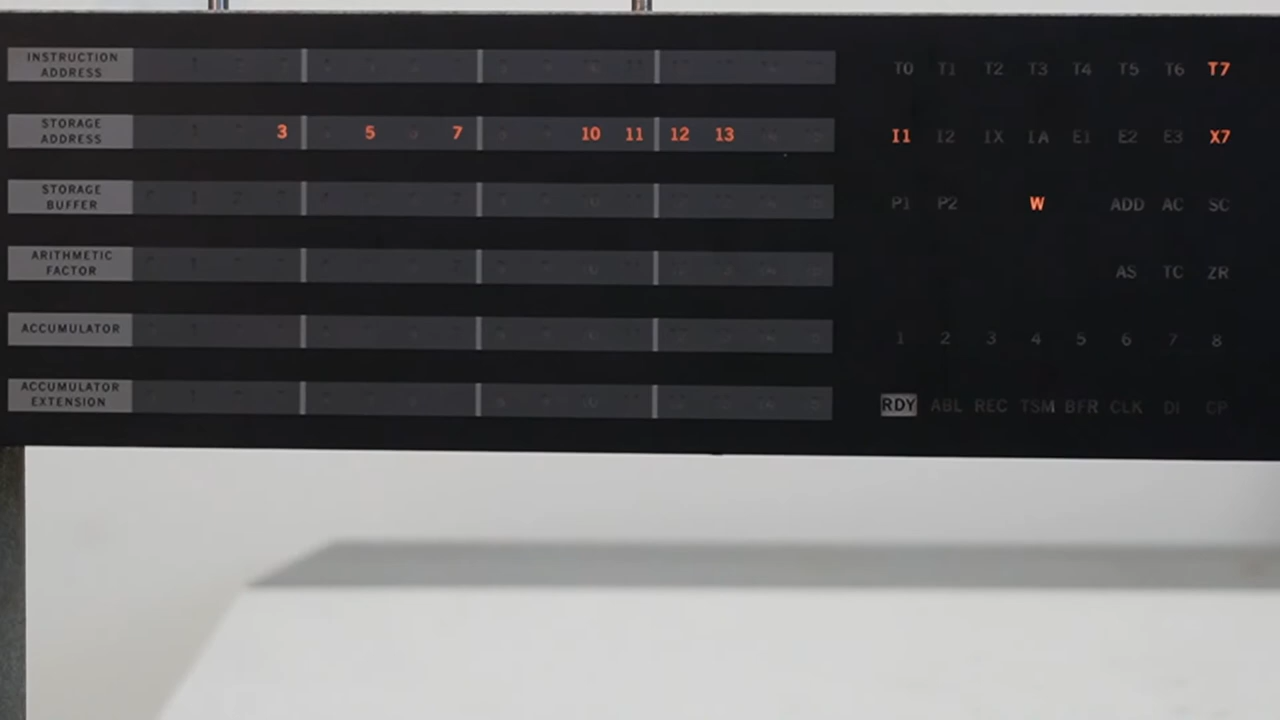 INSTRUCTION
ADDRESS
T0 T1 T2 T3 T4 T5 T6 T7
STORAGE
ADDRESS
3 5 7 10 11 12 13
I1 I2 IX IA E1 E2 E3 X7
STORAGE
BUFFER
P1 P2 W ADD AC SC
ARITHMETIC
FACTOR
AS TC ZR
ACCUMULATOR
1 2 3 4 5 6 7 8
ACCUMULATOR
EXTENSION
RDY ABL REC TSM BFR CLK DI CP